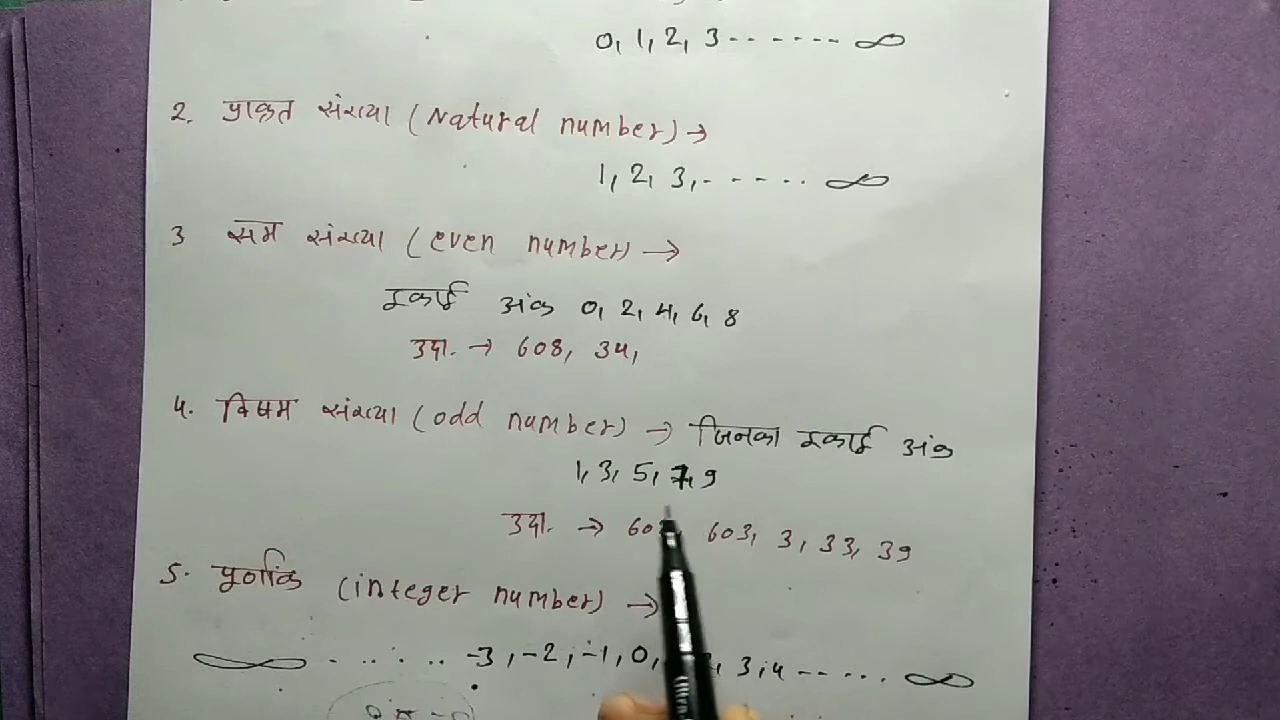 0, 1, 2, 3 - - - - - - - ∞
2. प्राकृत संख्या (Natural number) →
1, 2, 3, - - - - - - ∞
3 सम संख्या (even number) →
इकाई अंक 0, 2, 4, 6, 8
उदा. → 608, 34,
4. विषम संख्या (odd number) → जिनका इकाई अंक
1, 3, 5, 7, 9
उदा. → 603, 3, 33, 39
5. पूर्णांक (integer number) →
∞ - - - - - -3, -2, -1, 0, 3, 4 - - - - - ∞